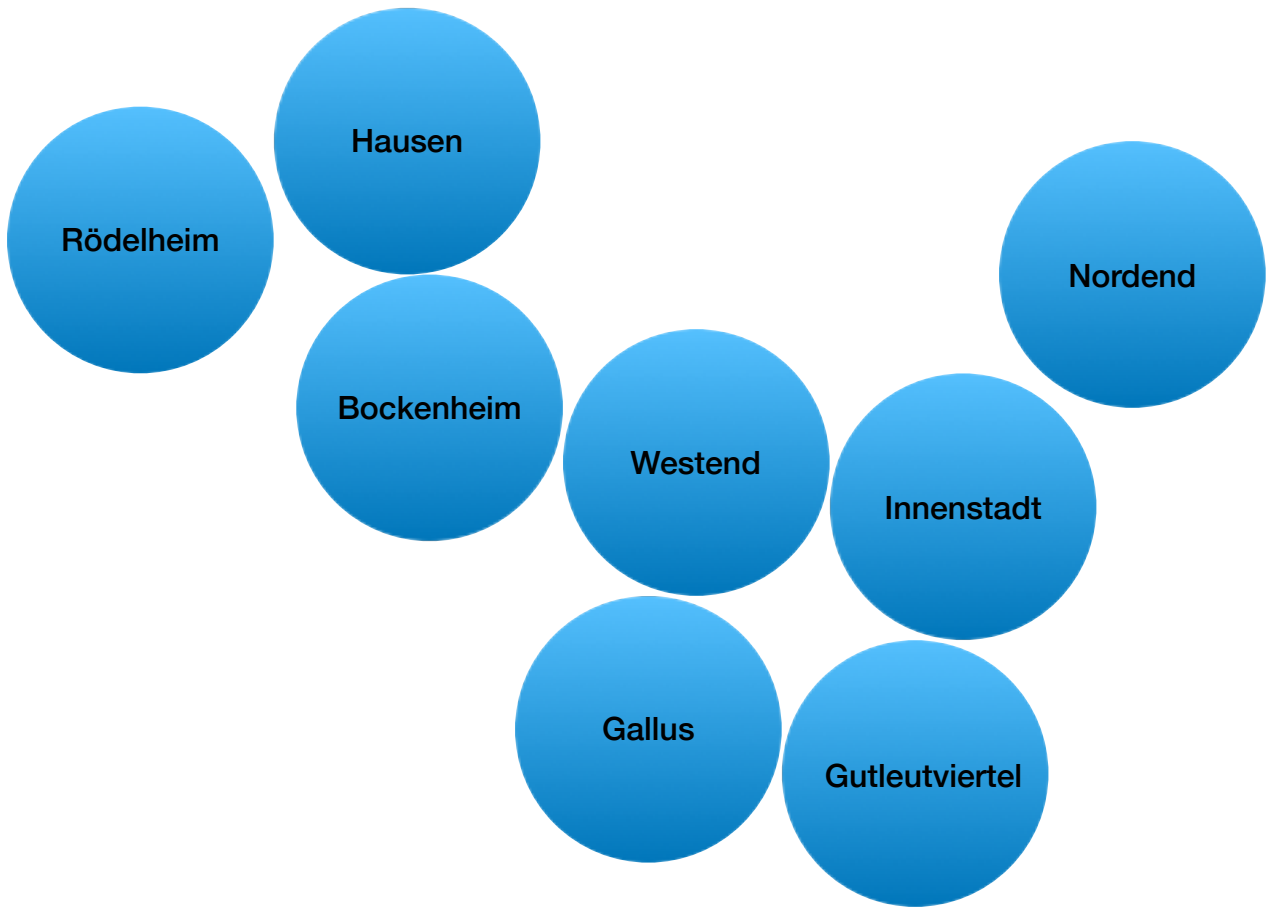 Hausen
Rödelheim
Nordend
Bockenheim
Westend
Innenstadt
Gallus
Gutleutviertel